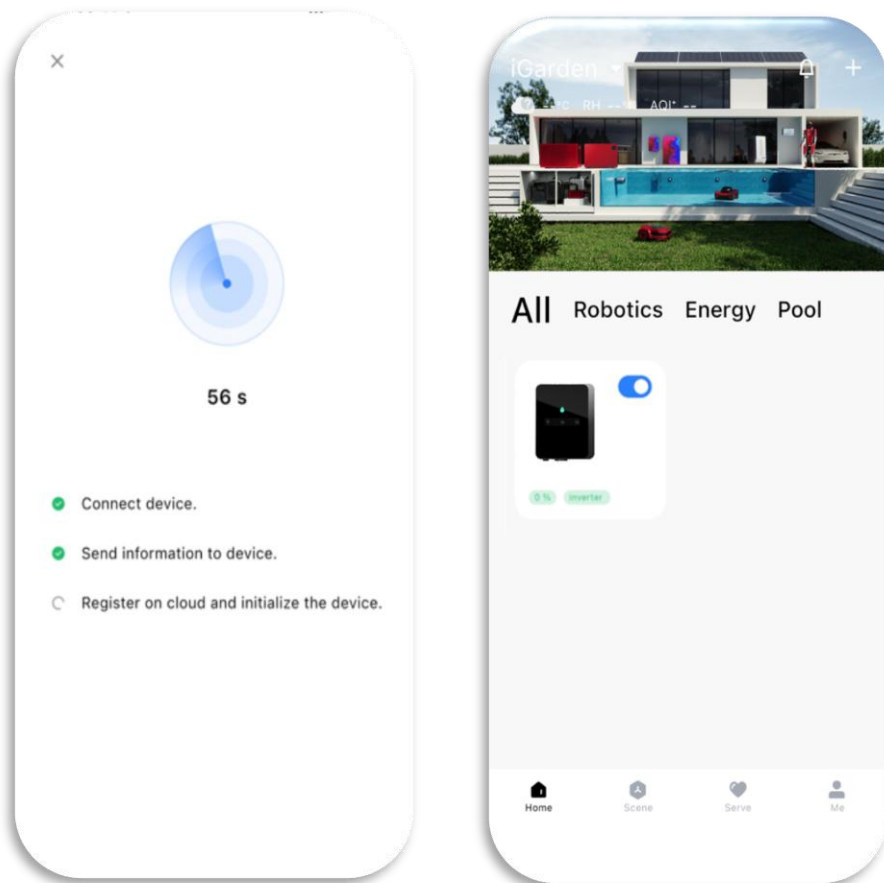 56 s
Connect device.
Send information to device.
Register on cloud and initialize the device.
iGarden
RH AQI: --
All Robotics Energy Pool
0 % inverter
Home Scene Serve Me